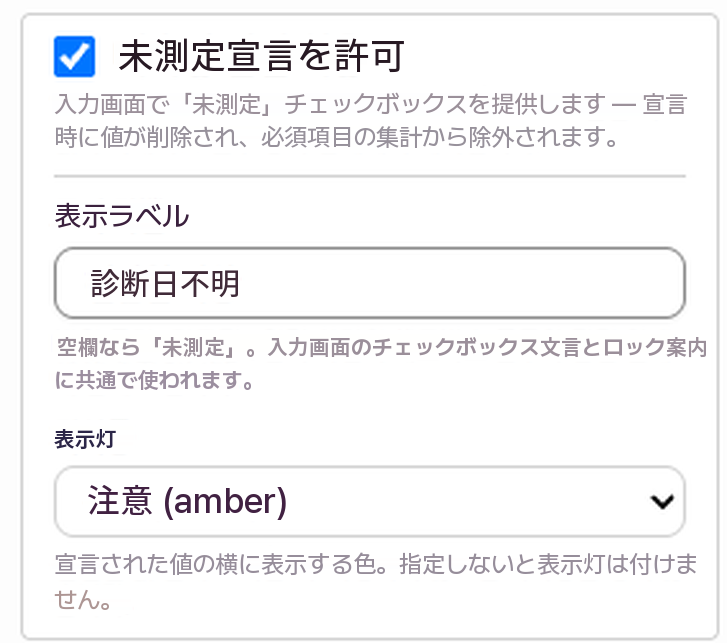 未測定宣言を許可
入力画面で「未測定」チェックボックスを提供します — 宣言
時に値が削除され、必須項目の集計から除外されます。
表示ラベル
診断日不明
空欄なら「未測定」。入力画面のチェックボックス文言とロック案内
に共通で使われます。
表示灯
注意 (amber)
宣言された値の横に表示する色。指定しないと表示灯は付けま
せん。